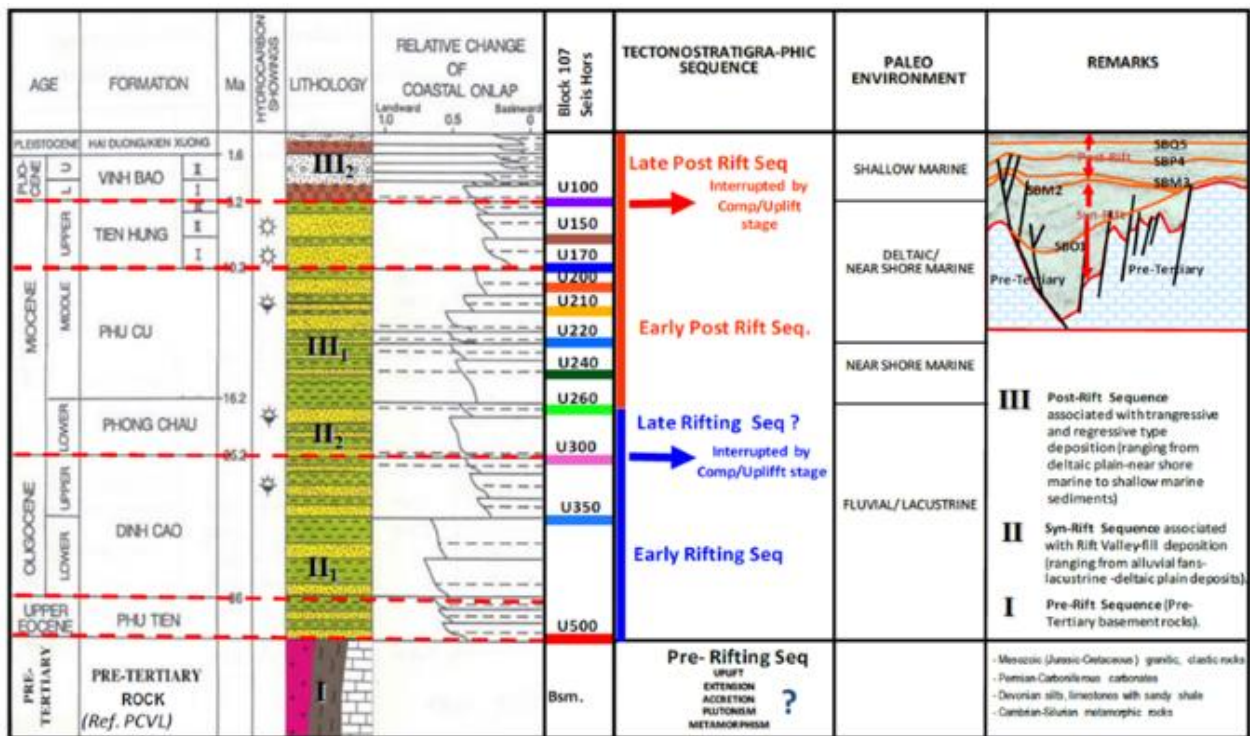 AGE
FORMATION
Ma
HYDROCARBON SHOWINGS
LITHOLOGY
RELATIVE CHANGE
OF
COASTAL ONLAP
Landward
Basinward
1.0
0.5
0
Block 107
Seis Hors
TECTONOSTRATIGRA-PHIC
SEQUENCE
PALEO
ENVIRONMENT
REMARKS
PLEISTOCENE
HAI DUONG/KIEN XUONG
1.6
PLIO-
CENE
U
L
VINH BAO
II
I
III₂
U100
Late Post Rift Seq
Interrupted by
Comp/Uplift
stage
SHALLOW MARINE
SBQ5
Post-Rift
SBP4
SBM3
SBM2
Syn-Rift
SBO1
Pre-Tertiary
Pre-Tertiary
MIOCENE
UPPER
TIEN HUNG
III
II
I
U150
U170
DELTAIC/
NEAR SHORE MARINE
MIDDLE
PHU CU
III₁
U200
U210
U220
U240
Early Post Rift Seq.
NEAR SHORE MARINE
16.2
U260
LOWER
PHONG CHAU
II₂
Late Rifting Seq ?
U300
Interrupted by
Comp/Uplifft stage
FLUVIAL/LACUSTRINE
OLIGOCENE
UPPER
LOWER
DINH CAO
U350
II₁
Early Rifting Seq
UPPER
EOCENE
PHU TIEN
U500
III
Post-Rift Sequence
associated with trangressive
and regressive type
deposition (ranging from
deltaic plain-near shore
marine to shallow marine
sediments)
II
Syn-Rift Sequence associated
with Rift Valley-fill deposition
(ranging from alluvial fans-
lacustrine -deltaic plain deposits).
I
Pre-Rift Sequence (Pre-
Tertiary basement rocks).
PRE-
TERTIARY
PRE-TERTIARY
ROCK
(Ref. PCVL)
I
Bsm.
Pre- Rifting Seq
UPLIFT
EXTENSION
ACCRETION
PLUTONISM
METAMORPHISM
?
- Mesozoic (Jurassic-Cretaceous) granitic, clastic rocks
- Permian-Carboniferous carbonates
- Devonian silts, limestones with sandy shale
- Cambrian-Silurian metamorphic rocks